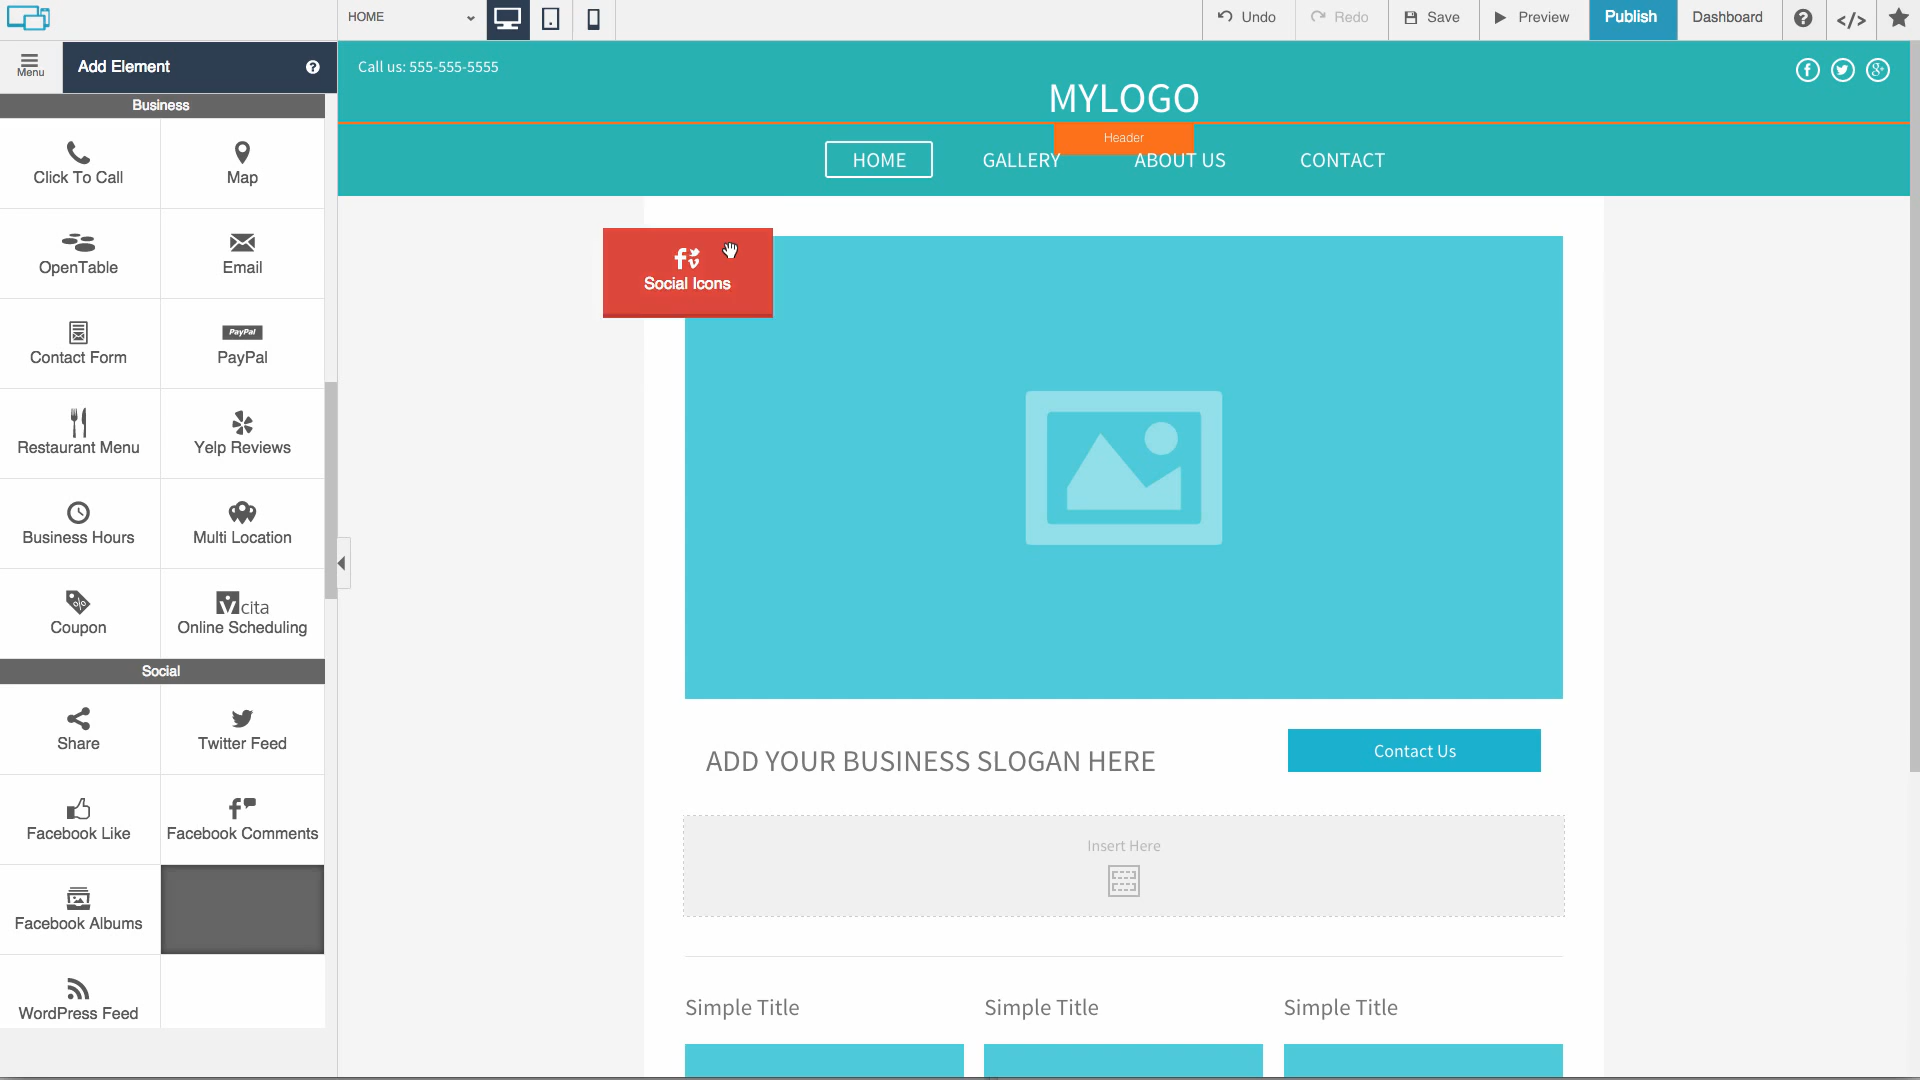 HOME
Undo
Redo
Save
Preview
Publish
Dashboard
Menu
Add Element
Business
Click To Call
Map
OpenTable
Email
Contact Form
PayPal
PayPal
Restaurant Menu
Yelp Reviews
Business Hours
Multi Location
Coupon
Vcita
Online Scheduling
Social
Share
Twitter Feed
Facebook Like
Facebook Comments
Facebook Albums
WordPress Feed
Call us: 555-555-5555
MYLOGO
Header
HOME
GALLERY
ABOUT US
CONTACT
Social Icons
ADD YOUR BUSINESS SLOGAN HERE
Contact Us
Insert Here
Simple Title
Simple Title
Simple Title